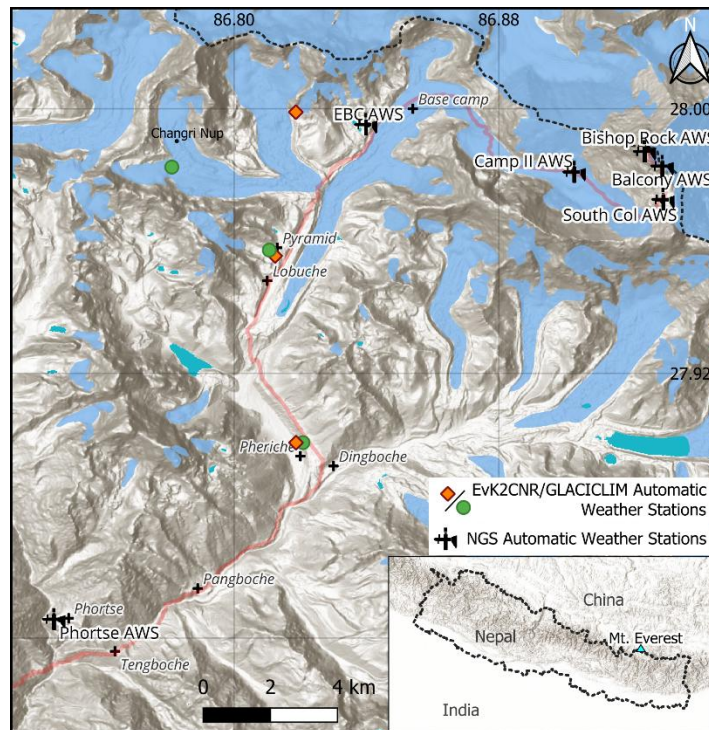 86.80
86.88
N
28.00
EBC AWS
Base camp
Changri Nup
Bishop Rock AWS
Camp II AWS
Balcony AWS
South Col AWS
Pyramid
Lobuche
27.92
Pheriche
Dingboche
EvK2CNR/GLACICLIM Automatic
Weather Stations
NGS Automatic Weather Stations
Pangboche
Phortse
Phortse AWS
Tengboche
0 2 4 km
China
Nepal
Mt. Everest
India